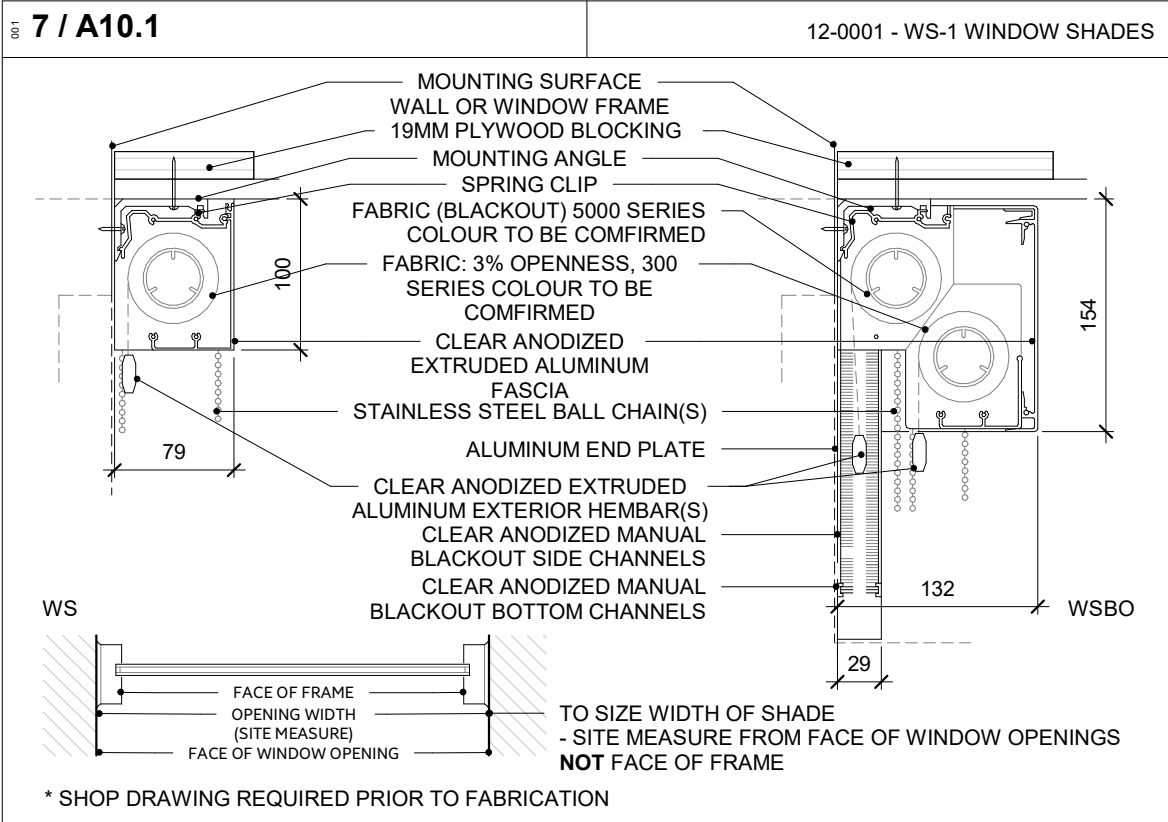 001
7 / A10.1
12-0001 - WS-1 WINDOW SHADES
MOUNTING SURFACE
WALL OR WINDOW FRAME
19MM PLYWOOD BLOCKING
MOUNTING ANGLE
SPRING CLIP
FABRIC (BLACKOUT) 5000 SERIES
COLOUR TO BE COMFIRMED
FABRIC: 3% OPENNESS, 300
SERIES COLOUR TO BE
COMFIRMED
CLEAR ANODIZED
EXTRUDED ALUMINUM
FASCIA
STAINLESS STEEL BALL CHAIN(S)
ALUMINUM END PLATE
CLEAR ANODIZED EXTRUDED
ALUMINUM EXTERIOR HEMBAR(S)
CLEAR ANODIZED MANUAL
BLACKOUT SIDE CHANNELS
CLEAR ANODIZED MANUAL
BLACKOUT BOTTOM CHANNELS
100
79
154
132
29
WS
WSBO
FACE OF FRAME
OPENING WIDTH
(SITE MEASURE)
FACE OF WINDOW OPENING
TO SIZE WIDTH OF SHADE
- SITE MEASURE FROM FACE OF WINDOW OPENINGS
NOT FACE OF FRAME
* SHOP DRAWING REQUIRED PRIOR TO FABRICATION